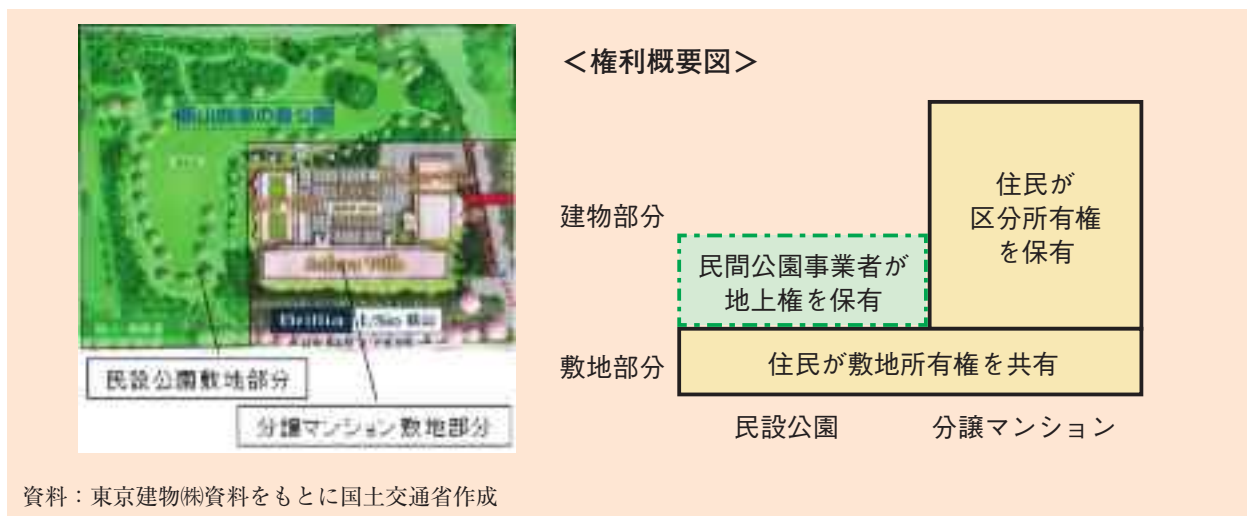 <権利概要図>
建物部分
住民が
区分所有権
を保有
民間公園事業者が
地上権を保有
敷地部分
住民が敷地所有権を共有
民設公園
分譲マンション
民設公園敷地部分
分譲マンション敷地部分
資料：東京建物㈱資料をもとに国土交通省作成